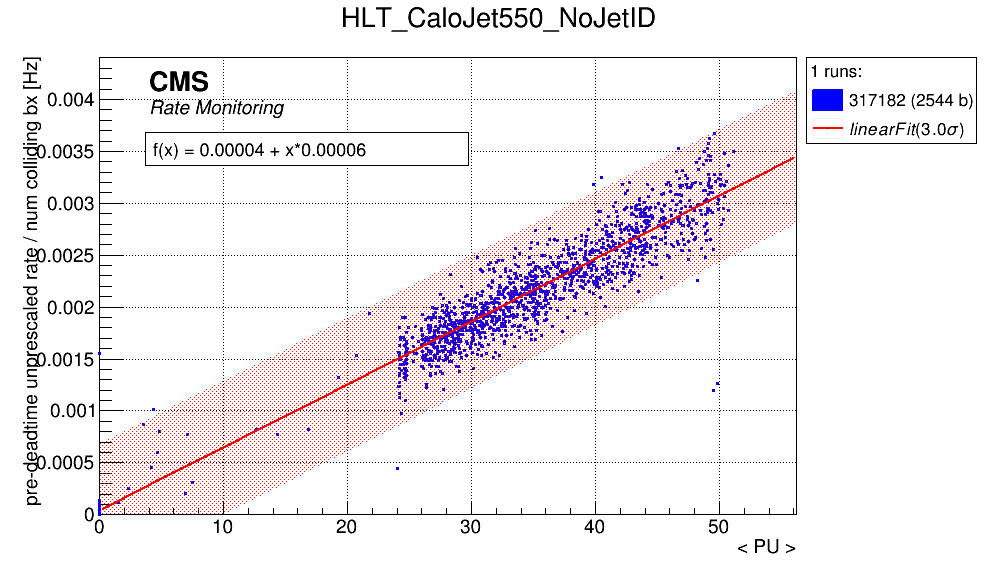 HLT_CaloJet550_NoJetID
pre-deadtime unprescaled rate / num colliding bx [Hz]
CMS
Rate Monitoring
f(x) = 0.00004 + x*0.00006
0.004
0.0035
0.003
0.0025
0.002
0.0015
0.001
0.0005
0
0 10 20 30 40 50
< PU >
1 runs:
317182 (2544 b)
linearFit(3.0σ)